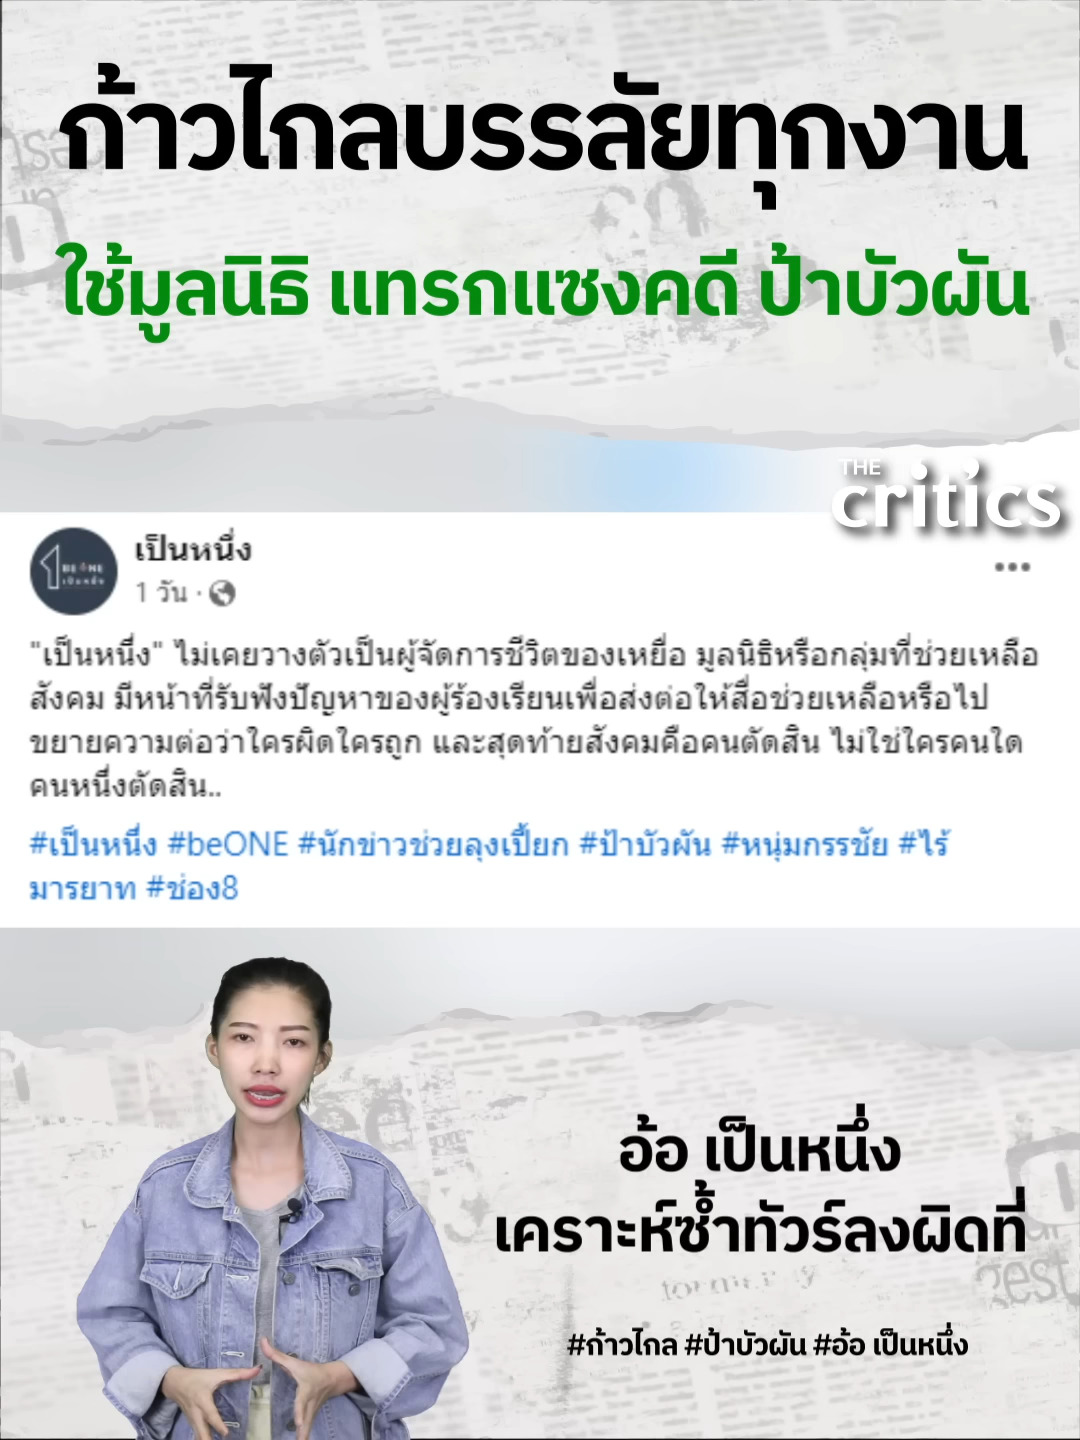 ก้าวไกลบรรลัยทุกงาน
ใช้มูลนิธิ แทรกแซงคดี ป้าบัวผัน
THE
critics
BE ONE
เป็นหนึ่ง
เป็นหนึ่ง
1 วัน ·
"เป็นหนึ่ง" ไม่เคยวางตัวเป็นผู้จัดการชีวิตของเหยื่อ มูลนิธิหรือกลุ่มที่ช่วยเหลือ
สังคม มีหน้าที่รับฟังปัญหาของผู้ร้องเรียนเพื่อส่งต่อให้สื่อช่วยเหลือหรือไป
ขยายความต่อว่าใครผิดใครถูก และสุดท้ายสังคมคือคนตัดสิน ไม่ใช่ใครคนใด
คนหนึ่งตัดสิน..
#เป็นหนึ่ง #beONE #นักข่าวช่วยลุงเปี๊ยก #ป้าบัวผัน #หนุ่มกรรชัย #ไร้
มารยาท #ช่อง8
อ้อ เป็นหนึ่ง
เคราะห์ซ้ำทัวร์ลงผิดที่
#ก้าวไกล #ป้าบัวผัน #อ้อ เป็นหนึ่ง